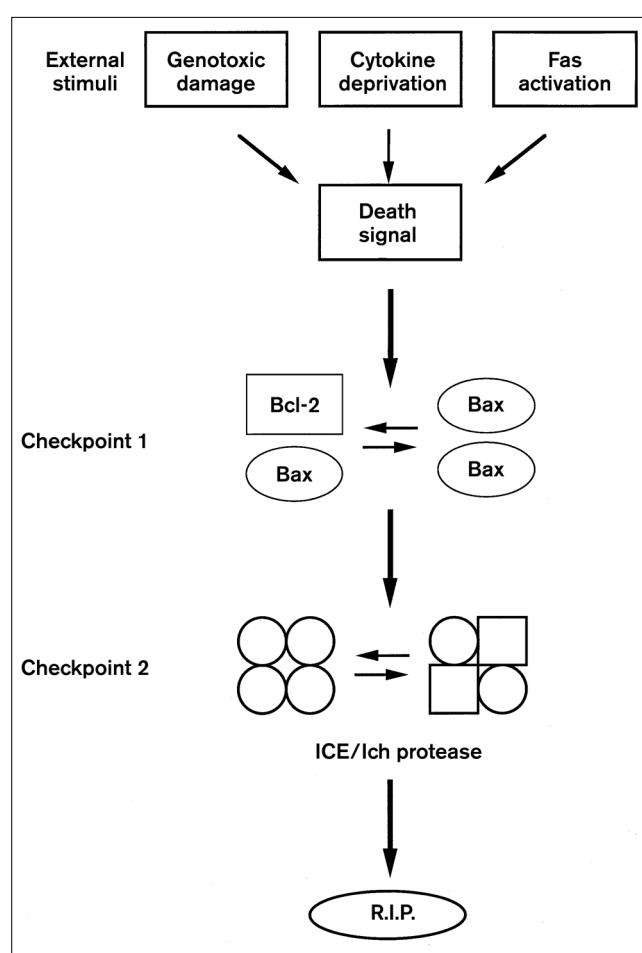 External
stimuli
Genotoxic
damage
Cytokine
deprivation
Fas
activation
Death
signal
Checkpoint 1
Bcl-2
Bax
Bax
Bax
Checkpoint 2
ICE/Ich protease
R.I.P.